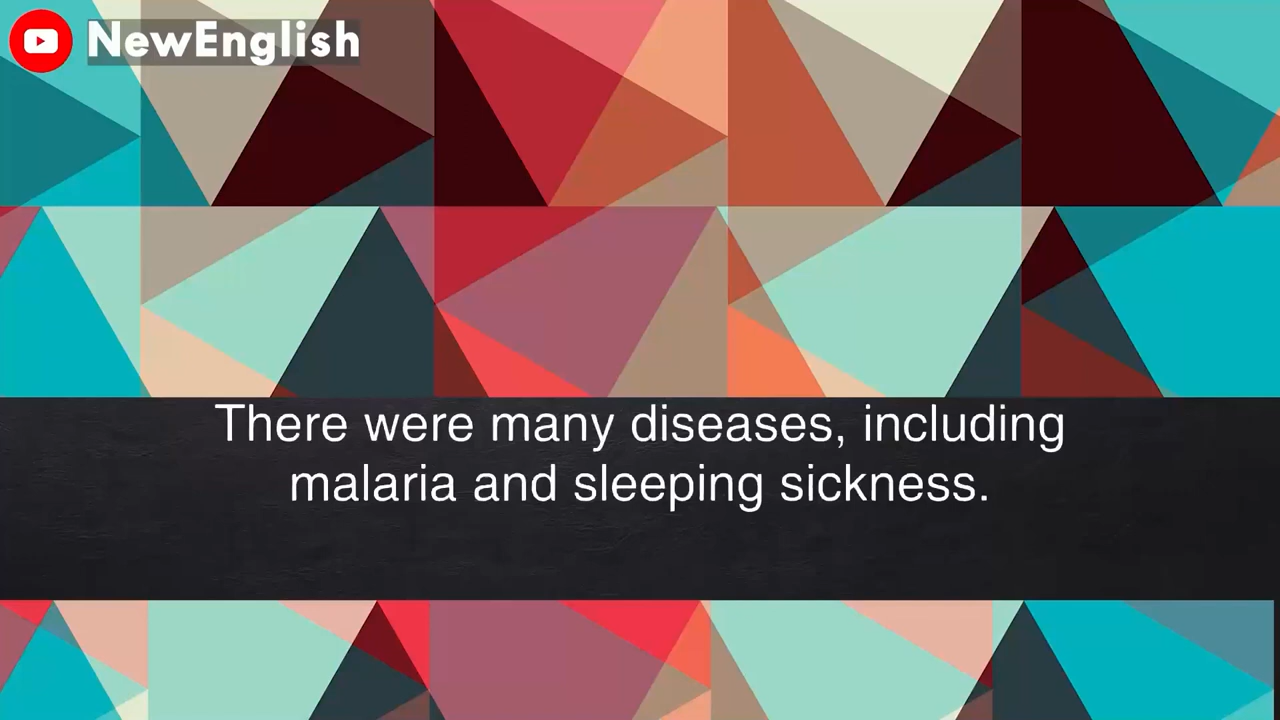 NewEnglish
There were many diseases, including
malaria and sleeping sickness.